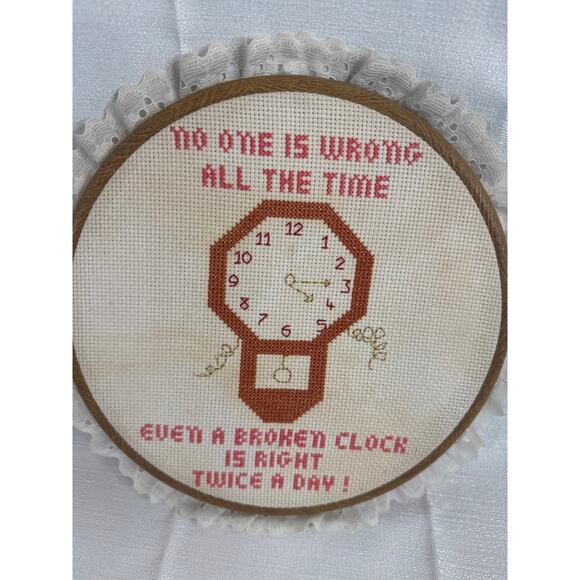 NO ONE IS WRONG
ALL THE TIME
12
11
1
10
2
9
3
8
4
7
5
6
EVEN A BROKEN CLOCK
IS RIGHT
TWICE A DAY!